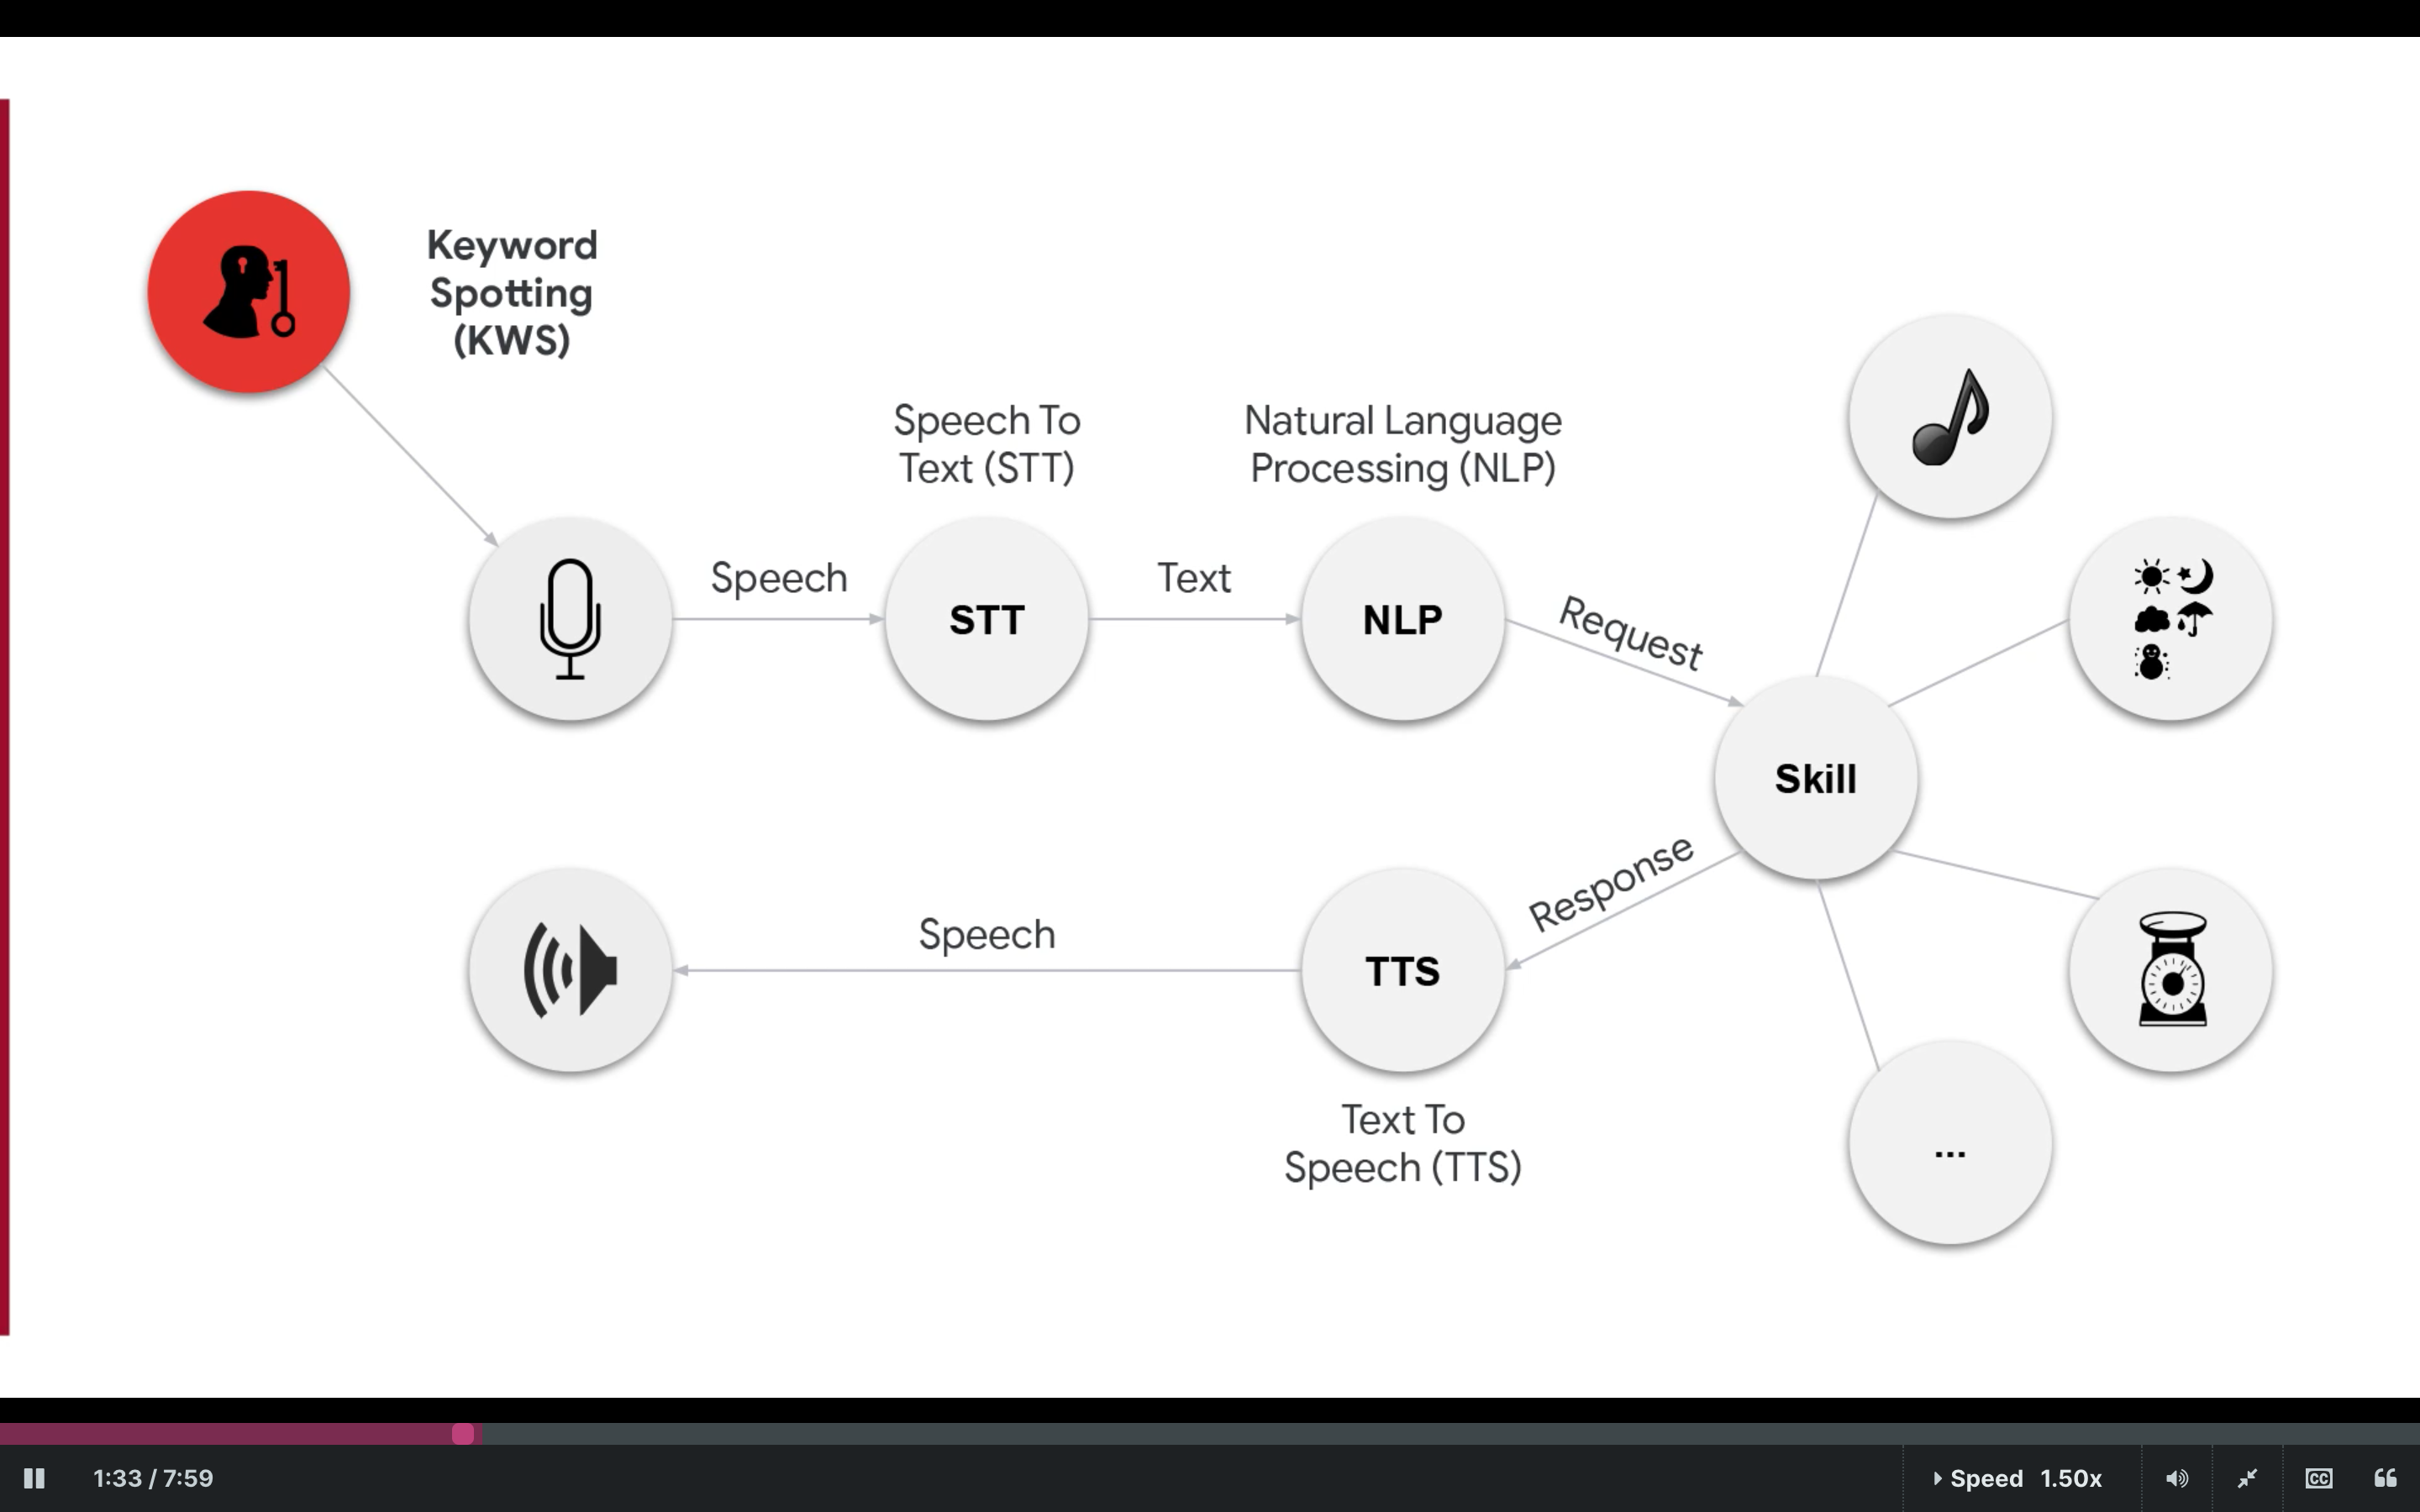 Keyword
Spotting
(KWS)
Speech To
Text (STT)
Natural Language
Processing (NLP)
Speech
STT
Text
NLP
Request
Skill
Response
Speech
TTS
Text To
Speech (TTS)
...
1:33 / 7:59
Speed 1.50x
CC